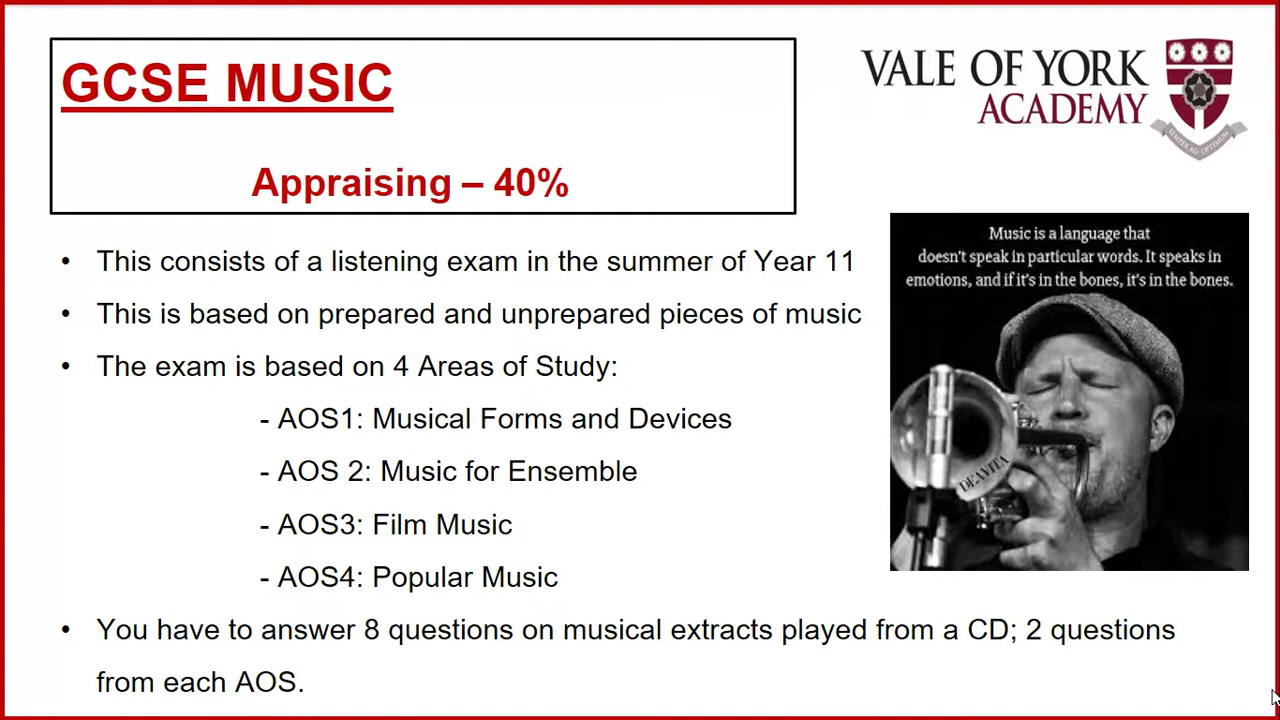 GCSE MUSIC
Appraising – 40%
VALE OF YORK
ACADEMY
SEMPER AD OPTIMUM
• This consists of a listening exam in the summer of Year 11
• This is based on prepared and unprepared pieces of music
• The exam is based on 4 Areas of Study:
- AOS1: Musical Forms and Devices
- AOS 2: Music for Ensemble
- AOS3: Film Music
- AOS4: Popular Music
• You have to answer 8 questions on musical extracts played from a CD; 2 questions
from each AOS.
Music is a language that
doesn't speak in particular words. It speaks in
emotions, and if it's in the bones, it's in the bones.
DEAVITA